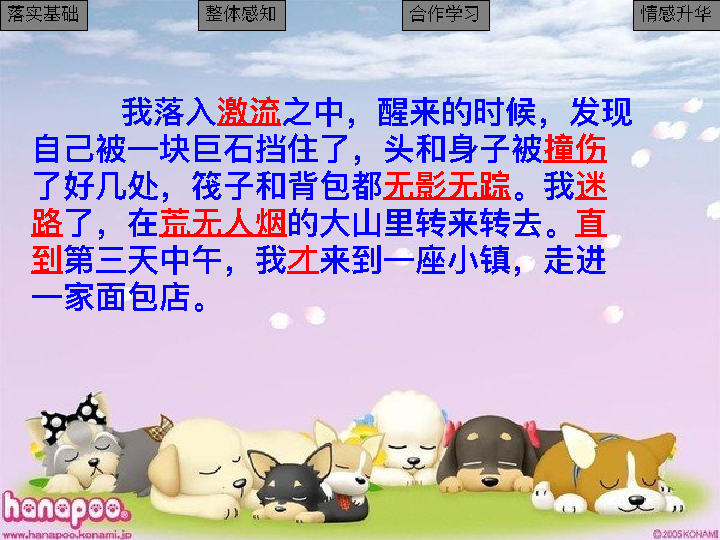 落实基础
整体感知
合作学习
情感升华
我落入激流之中，醒来的时候，发现
自己被一块巨石挡住了，头和身子被撞伤
了好几处，筏子和背包都无影无踪。我迷
路了，在荒无人烟的大山里转来转去。直
到第三天中午，我才来到一座小镇，走进
一家面包店。
hanapoo.
www.hanapoo.konami.jp
©2005 KONAMI